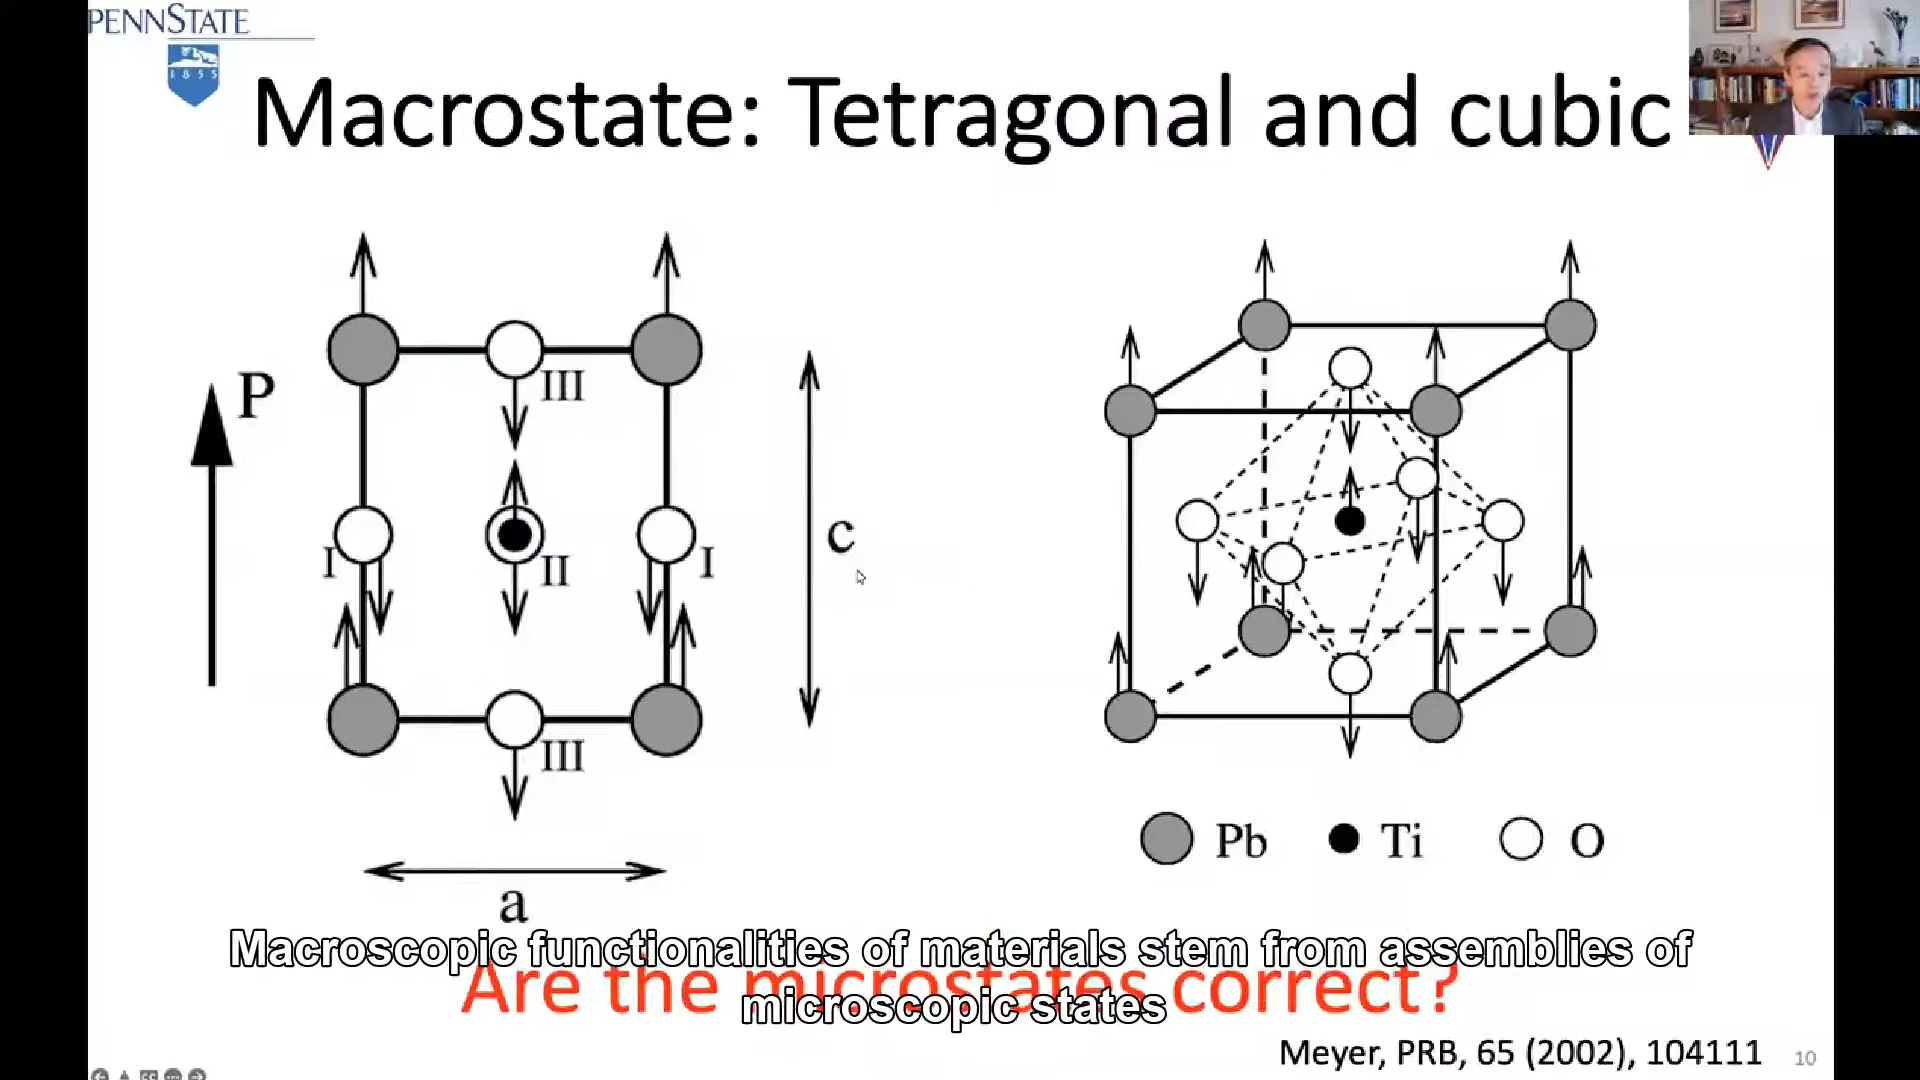 PENNSTATE
1855
Macrostate: Tetragonal and cubic
P
III
I
II
I
III
c
a
Pb
Ti
O
Macroscopic functionalities of materials stem from assemblies of
microscopic states
Are the microstates correct?
Meyer, PRB, 65 (2002), 104111
10